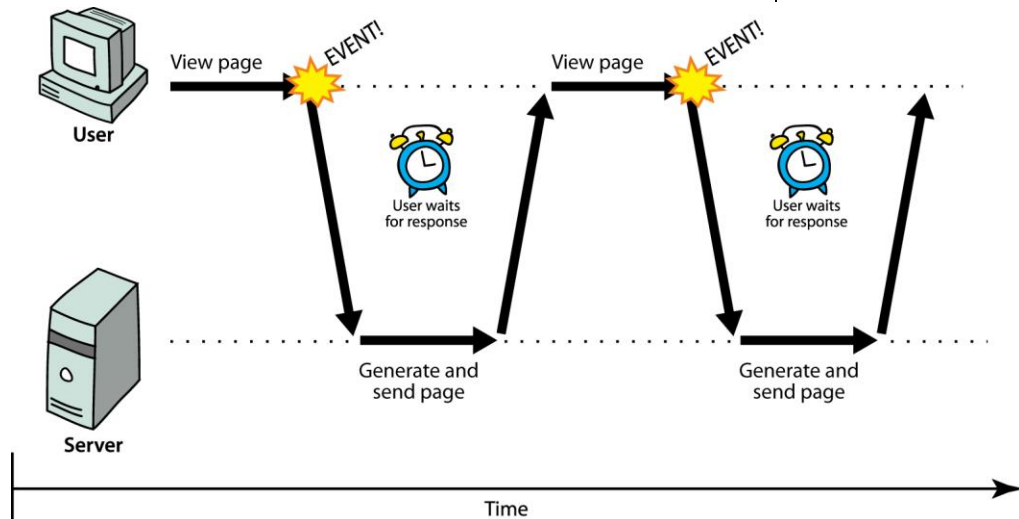 View page
EVENT!
View page
EVENT!
User
User waits
for response
User waits
for response
Generate and
send page
Generate and
send page
Server
Time